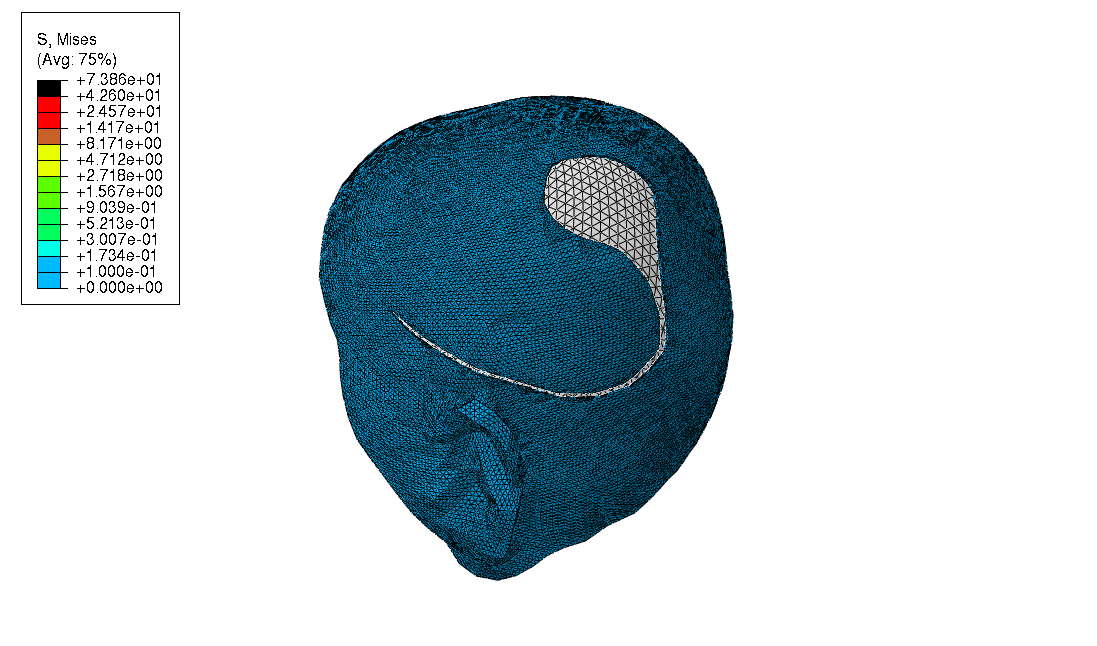 S, Mises
(Avg: 75%)
+7.386e+01
+4.260e+01
+2.457e+01
+1.417e+01
+8.171e+00
+4.712e+00
+2.718e+00
+1.567e+00
+9.039e-01
+5.213e-01
+3.007e-01
+1.734e-01
+1.000e-01
+0.000e+00